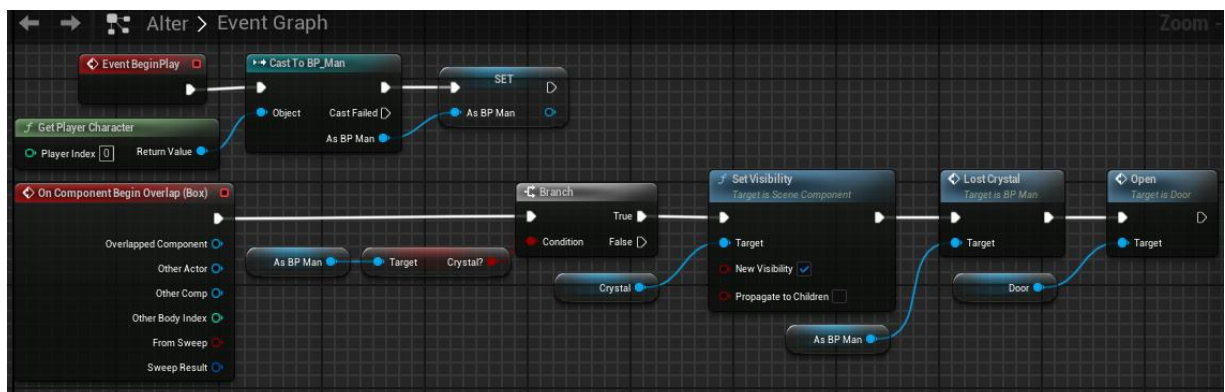 Alter > Event Graph
Zoom -
Event BeginPlay
Cast To BP_Man
Object
Cast Failed
As BP Man
SET
As BP Man
f Get Player Character
Player Index 0
Return Value
On Component Begin Overlap (Box)
Overlapped Component
Other Actor
Other Comp
Other Body Index
From Sweep
Sweep Result
As BP Man
Target
Crystal?
Branch
True
Condition
False
Crystal
f Set Visibility
Target is Scene Component
Target
New Visibility
Propagate to Children
As BP Man
Lost Crystal
Target is BP Man
Target
Door
Open
Target is Door
Target